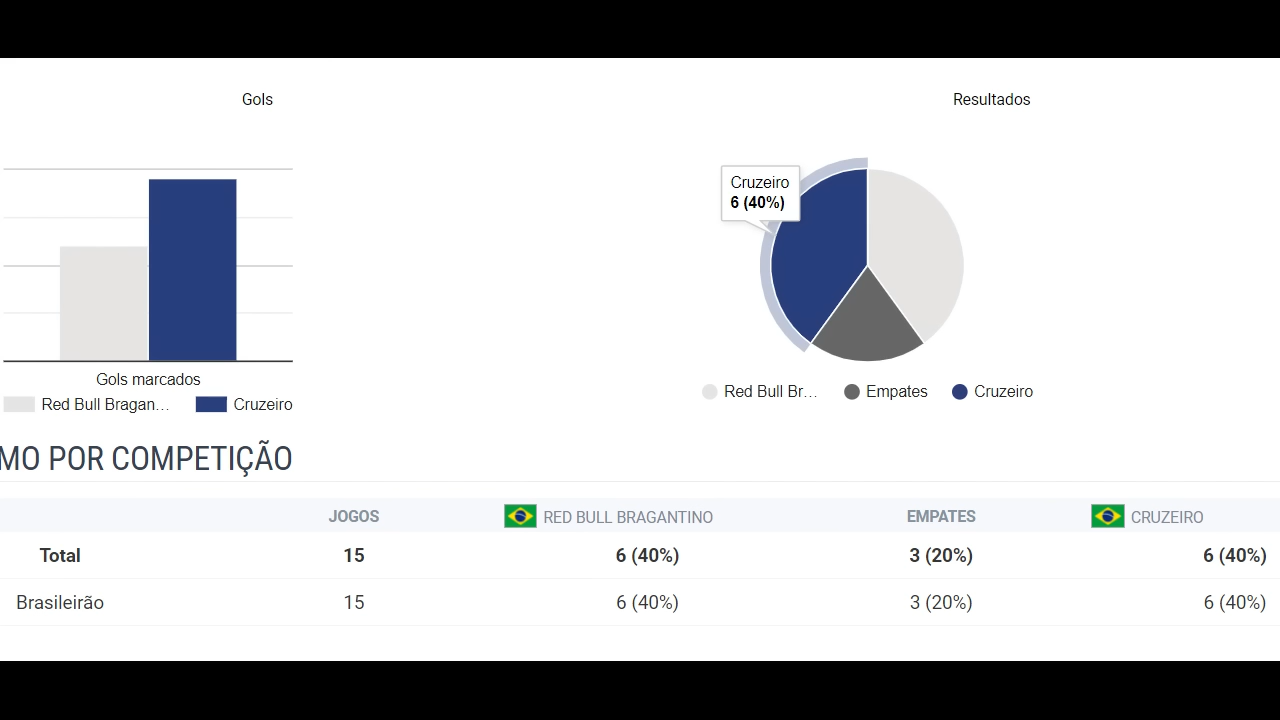 Gols
Resultados
Cruzeiro
6 (40%)
Gols marcados
Red Bull Bragan…
Cruzeiro
Red Bull Br…
Empates
Cruzeiro
MO POR COMPETIÇÃO
JOGOS RED BULL BRAGANTINO EMPATES CRUZEIRO
Total 15 6 (40%) 3 (20%) 6 (40%)
Brasileirão 15 6 (40%) 3 (20%) 6 (40%)